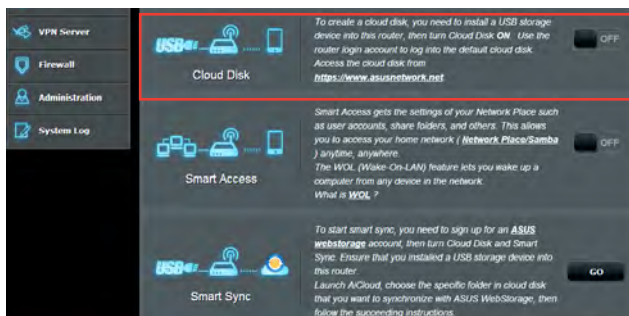 VPN Server
Firewall
Administration
System Log
USB
Cloud Disk
To create a cloud disk, you need to install a USB storage
device into this router, then turn Cloud Disk ON Use the
router login account to log into the default cloud disk.
Access the cloud disk from
https://www.asusnetwork.net.
OFF
Smart Access
Smart Access gets the settings of your Network Place such
as user accounts, share folders, and others. This allows
you to access your home network ( Network Place/Samba
) anytime, anywhere.
The WOL (Wake-On-LAN) feature lets you wake up a
computer from any device in the network.
What is WOL ?
OFF
USB
Smart Sync
To start smart sync, you need to sign up for an ASUS
webstorage account, then turn Cloud Disk and Smart
Sync. Ensure that you installed a USB storage device into
this router.
Launch AiCloud, choose the specific folder in cloud disk
that you want to synchronize with ASUS WebStorage, then
follow the succeeding instructions.
GO